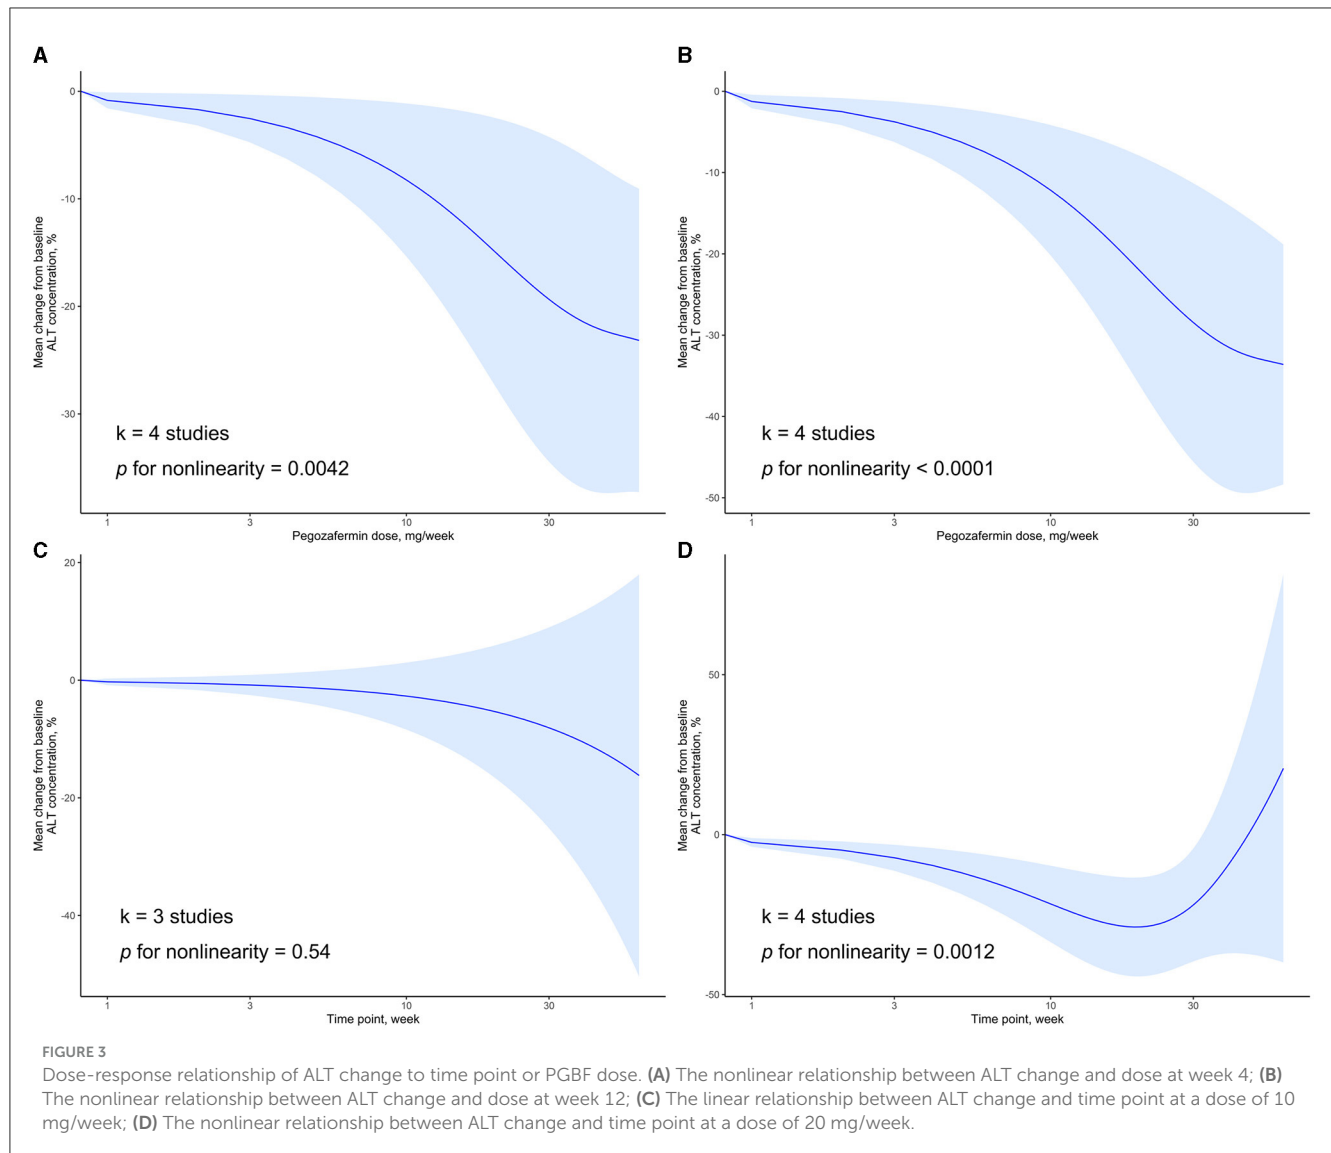 A
0
-10
-20
-30
Mean change from baseline
ALT concentration, %
k = 4 studies
p for nonlinearity = 0.0042
1
3
10
30
Pegozafermin dose, mg/week
B
0
-10
-20
-30
-40
-50
Mean change from baseline
ALT concentration, %
k = 4 studies
p for nonlinearity < 0.0001
1
3
10
30
Pegozafermin dose, mg/week
C
20
0
-20
-40
Mean change from baseline
ALT concentration, %
k = 3 studies
p for nonlinearity = 0.54
1
3
10
30
Time point, week
D
50
0
-50
Mean change from baseline
ALT concentration, %
k = 4 studies
p for nonlinearity = 0.0012
1
3
10
30
Time point, week
FIGURE 3
Dose-response relationship of ALT change to time point or PGBF dose. (A) The nonlinear relationship between ALT change and dose at week 4; (B)
The nonlinear relationship between ALT change and dose at week 12; (C) The linear relationship between ALT change and time point at a dose of 10
mg/week; (D) The nonlinear relationship between ALT change and time point at a dose of 20 mg/week.